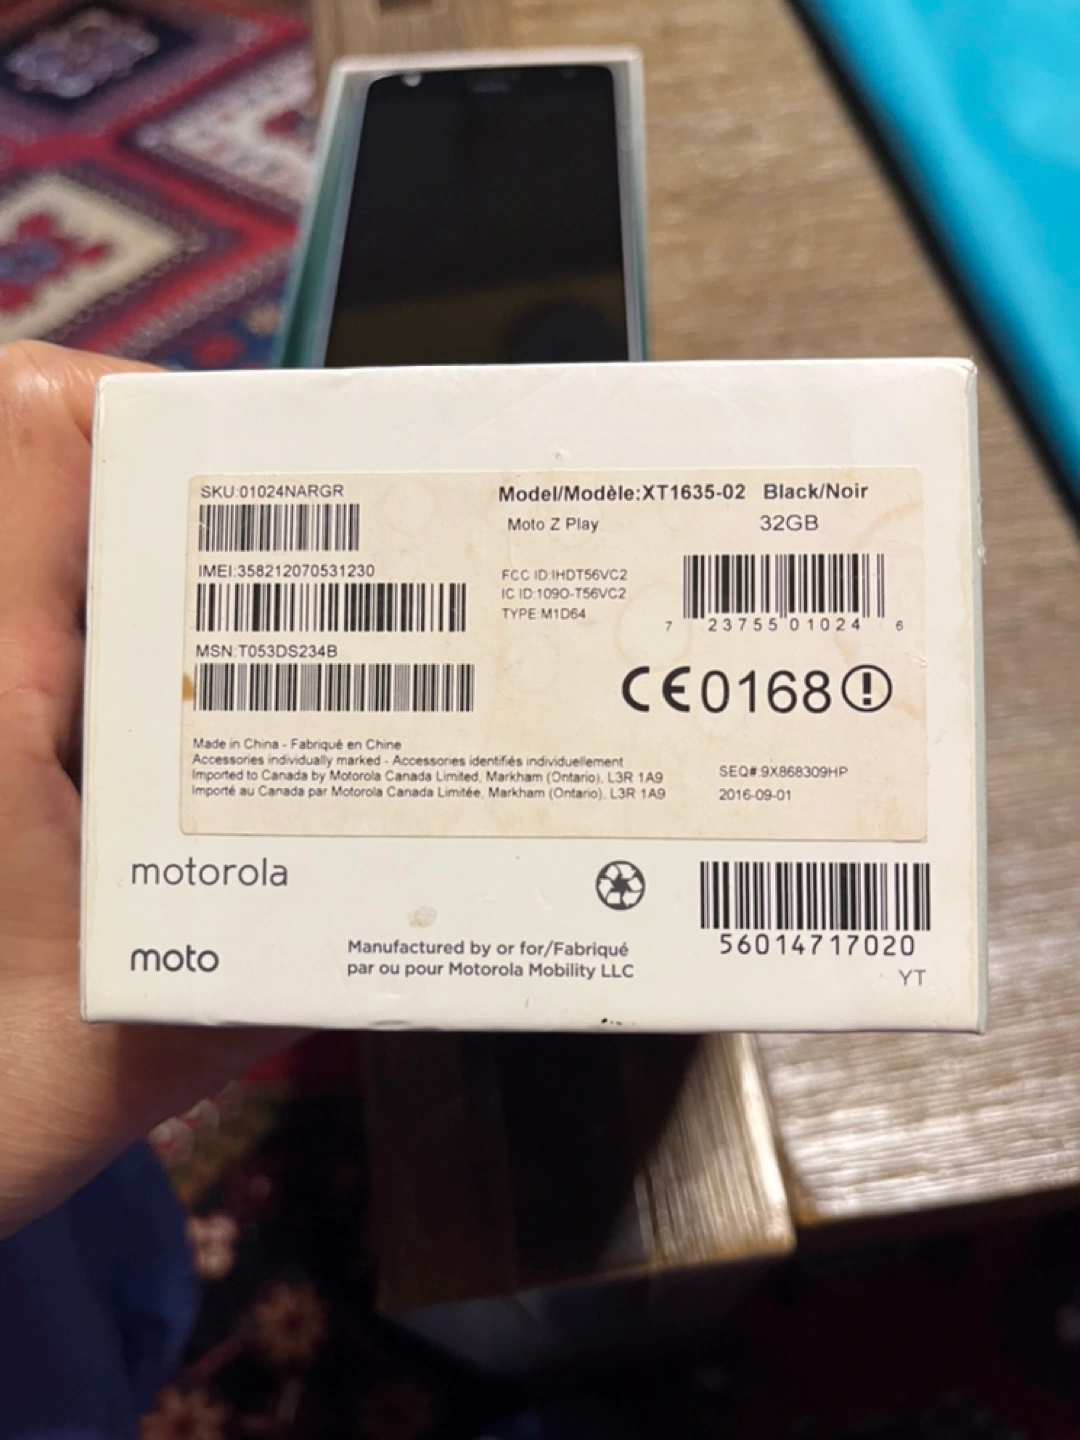 SKU:01024NARGR
Model/Modèle:XT1635-02 Black/Noir
Moto Z Play 32GB
IMEI:358212070531230
FCC ID:IHDT56VC2
IC ID:109O-T56VC2
TYPE:M1D64
7 23755 01024 6
MSN:T053DS234B
CE0168
Made in China - Fabriqué en Chine
Accessories individually marked - Accessories identifiés individuellement
Imported to Canada by Motorola Canada Limited, Markham (Ontario), L3R 1A9
Importé au Canada par Motorola Canada Limitée, Markham (Ontario), L3R 1A9
SEQ#:9X868309HP
2016-09-01
motorola
moto
Manufactured by or for/Fabriqué
par ou pour Motorola Mobility LLC
56014717020
YT